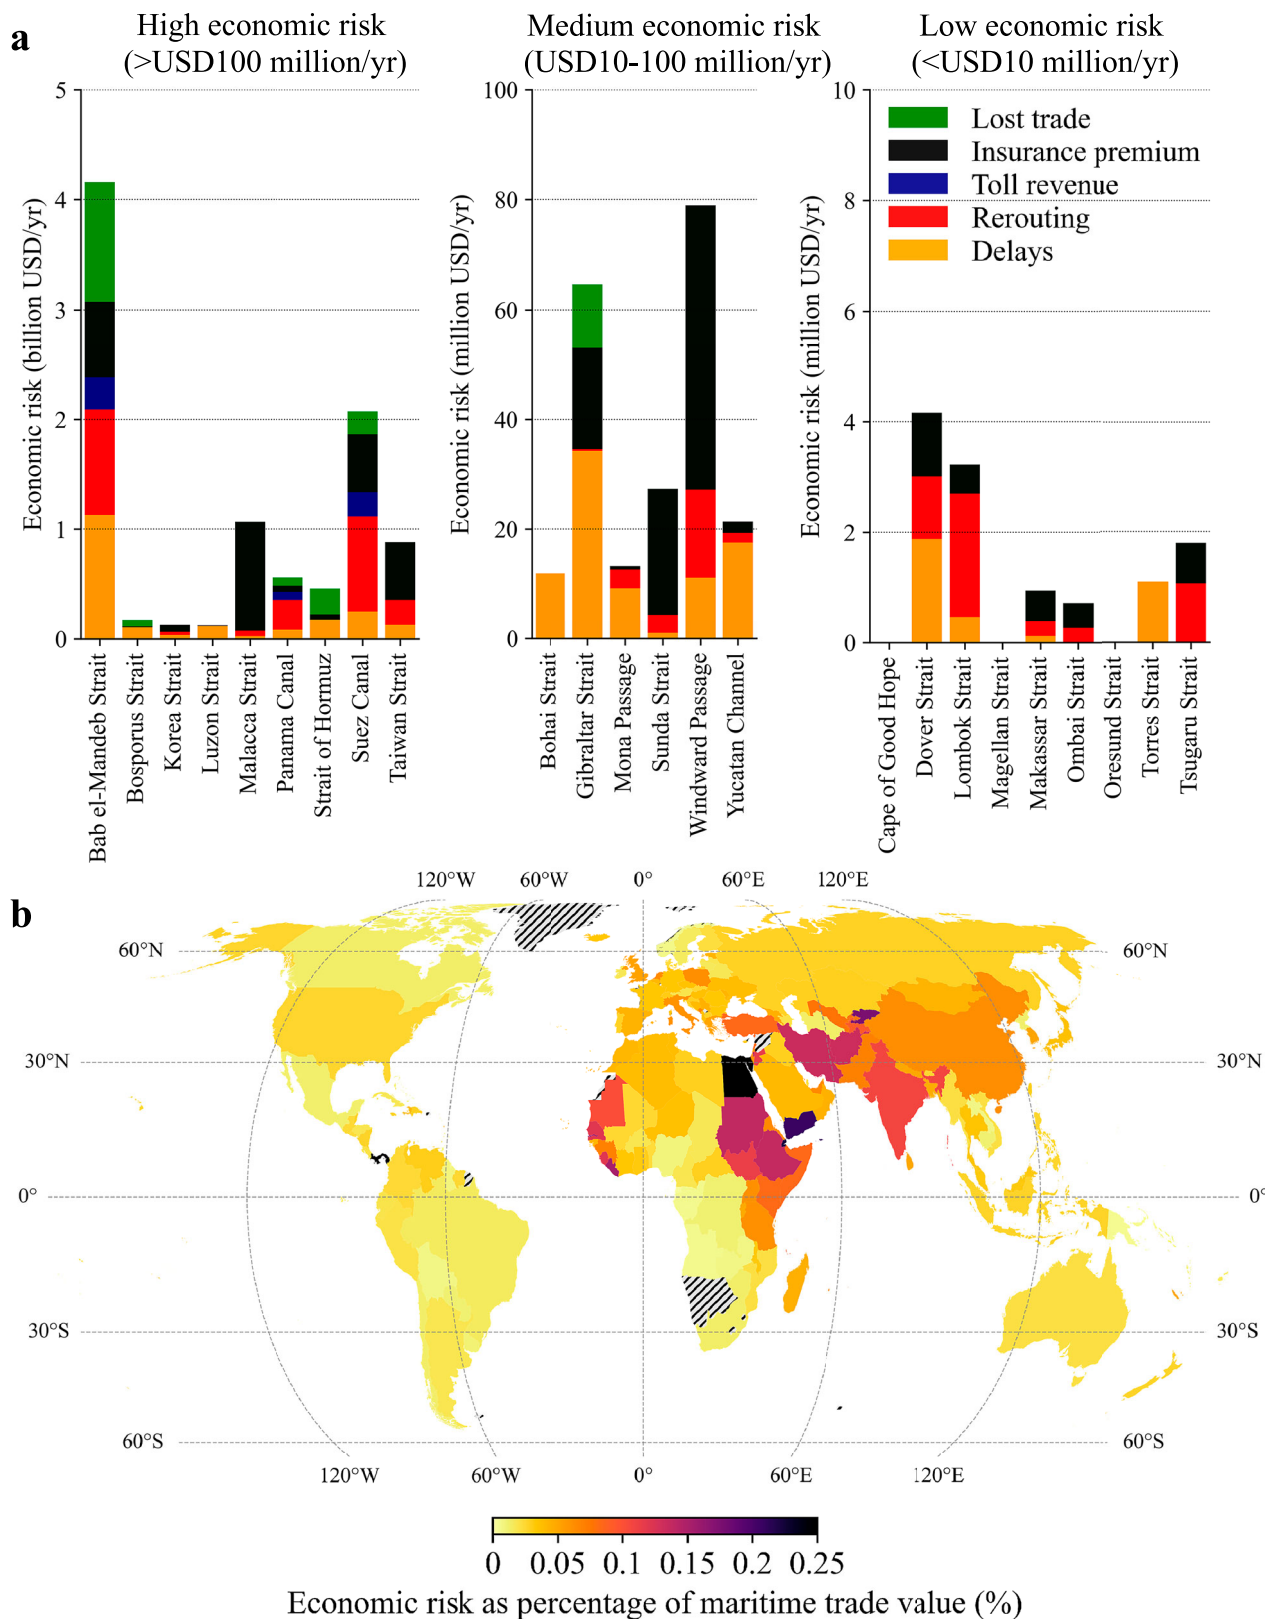 a
High economic risk
(>USD100 million/yr)
Medium economic risk
(USD10-100 million/yr)
Low economic risk
(<USD10 million/yr)
Economic risk (billion USD/yr)
5
4
3
2
1
0
Bab el-Mandeb Strait
Bosporus Strait
Korea Strait
Luzon Strait
Malacca Strait
Panama Canal
Strait of Hormuz
Suez Canal
Taiwan Strait
Economic risk (million USD/yr)
100
80
60
40
20
0
Bohai Strait
Gibraltar Strait
Mona Passage
Sunda Strait
Windward Passage
Yucatan Channel
Economic risk (million USD/yr)
10
8
6
4
2
0
Lost trade
Insurance premium
Toll revenue
Rerouting
Delays
Cape of Good Hope
Dover Strait
Lombok Strait
Magellan Strait
Makassar Strait
Ombai Strait
Oresund Strait
Torres Strait
Tsugaru Strait
b
120°W 60°W 0° 60°E 120°E
60°N 60°N
30°N 30°N
0° 0°
30°S 30°S
60°S 60°S
120°W 60°W 0° 60°E 120°E
0 0.05 0.1 0.15 0.2 0.25
Economic risk as percentage of maritime trade value (%)